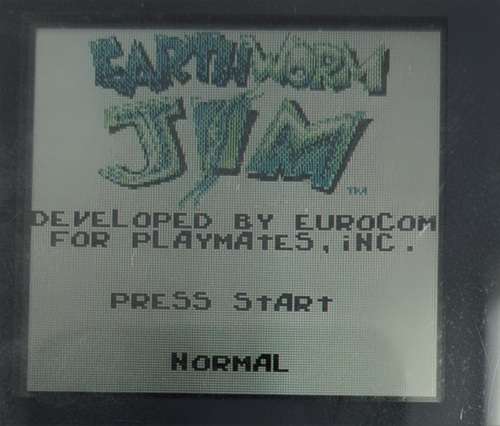 EARTHWORM
JIM
TM
DEVELOPED BY EUROCOM
FOR PLAYMATES, INC.
PRESS START
NORMAL